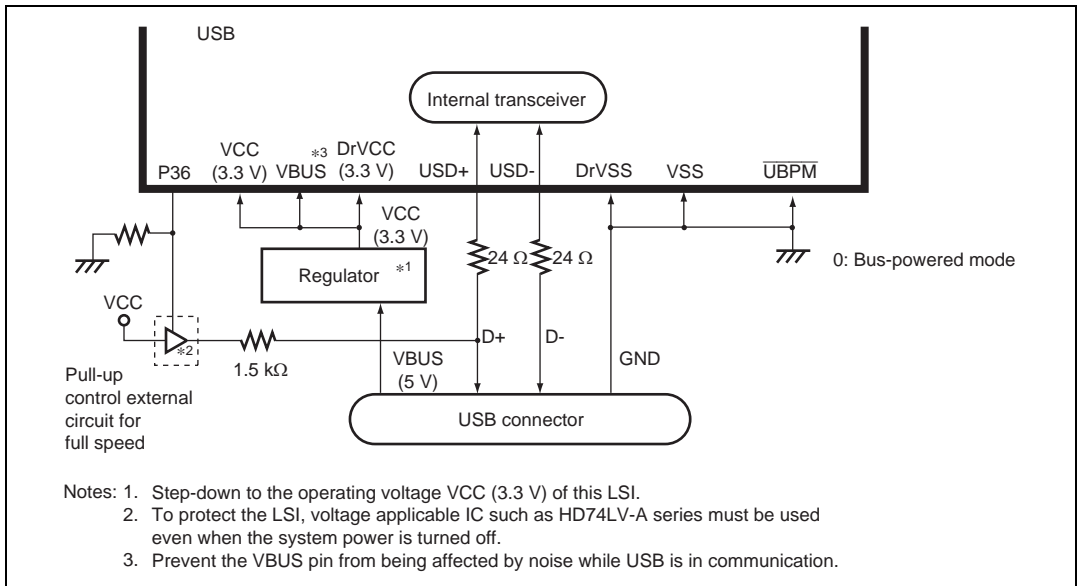 USB
Internal transceiver
P36
VCC
(3.3 V)
*3
VBUS
DrVCC
(3.3 V)
USD+
USD-
DrVSS
VSS
UBPM
VCC
(3.3 V)
Regulator *1
24 Ω
24 Ω
0: Bus-powered mode
VCC
*2
1.5 kΩ
D+
D-
VBUS
(5 V)
GND
Pull-up
control external
circuit for
full speed
USB connector
Notes: 1. Step-down to the operating voltage VCC (3.3 V) of this LSI.
2. To protect the LSI, voltage applicable IC such as HD74LV-A series must be used
even when the system power is turned off.
3. Prevent the VBUS pin from being affected by noise while USB is in communication.